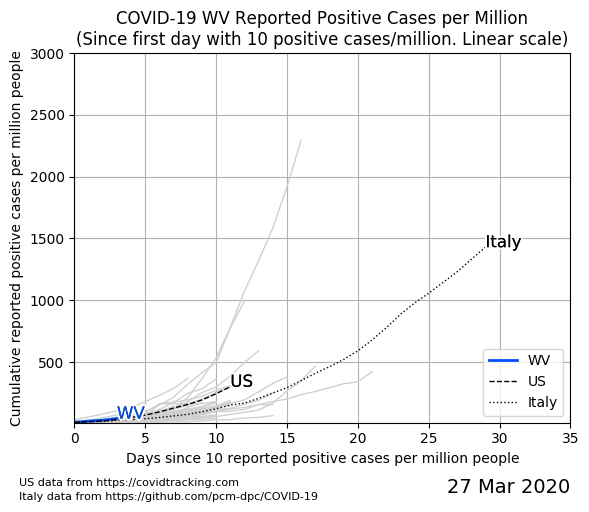 COVID-19 WV Reported Positive Cases per Million
(Since first day with 10 positive cases/million. Linear scale)
Cumulative reported positive cases per million people
3000
2500
2000
1500
1000
500
Italy
US
WV
WV
US
Italy
0
5
10
15
20
25
30
35
Days since 10 reported positive cases per million people
US data from https://covidtracking.com
Italy data from https://github.com/pcm-dpc/COVID-19
27 Mar 2020